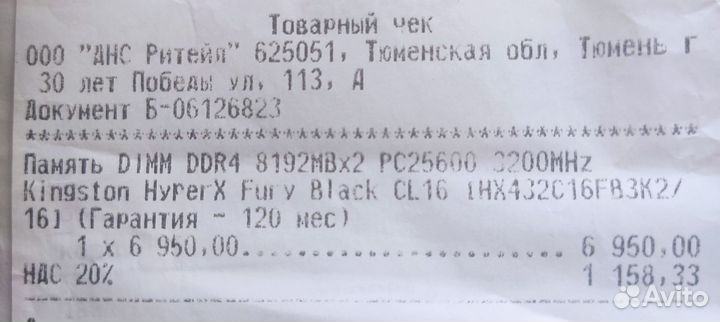 Товарный чек
ООО "ДНС Ритейл" 625051, Тюменская обл, Тюмень г
30 лет Победы ул, 113, А
Документ Б-06126823
************************************************
Память DIMM DDR4 8192MBx2 PC25600 3200MHz
Kingston HyperX Fury Black CL16 [HX432C16FB3K2/
16] (Гарантия - 120 мес)
1 x 6 950,00.............................. 6 950,00
НДС 20% 1 158,33
Avito